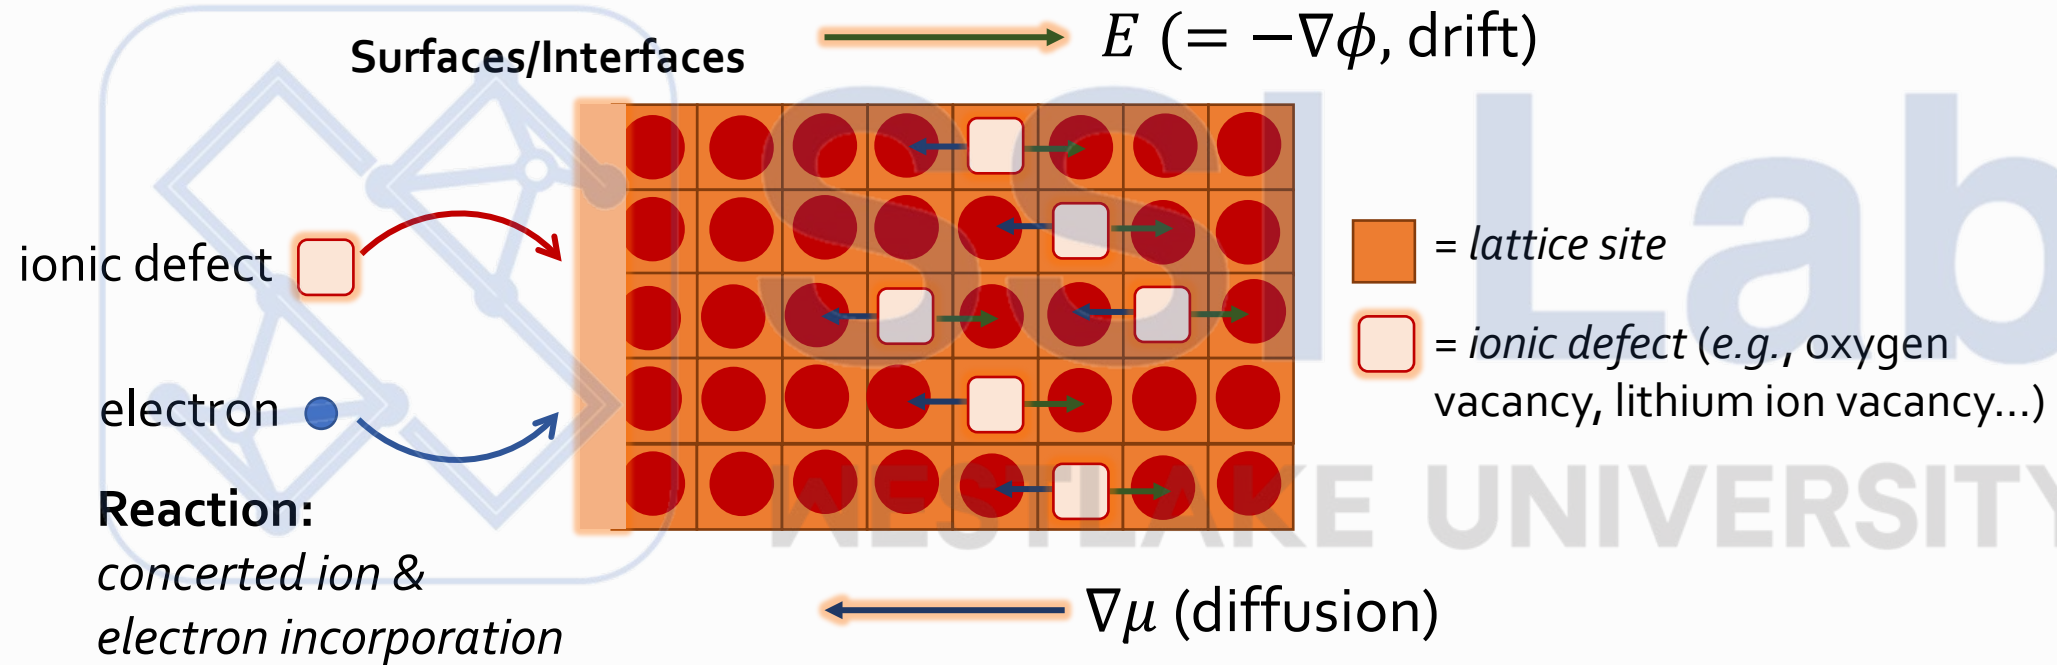 Surfaces/Interfaces
E (= −∇ϕ, drift)
ionic defect
electron
Reaction:
concerted ion &
electron incorporation
= lattice site
= ionic defect (e.g., oxygen
vacancy, lithium ion vacancy...)
∇μ (diffusion)
SSI Lab
WESTLAKE UNIVERSITY